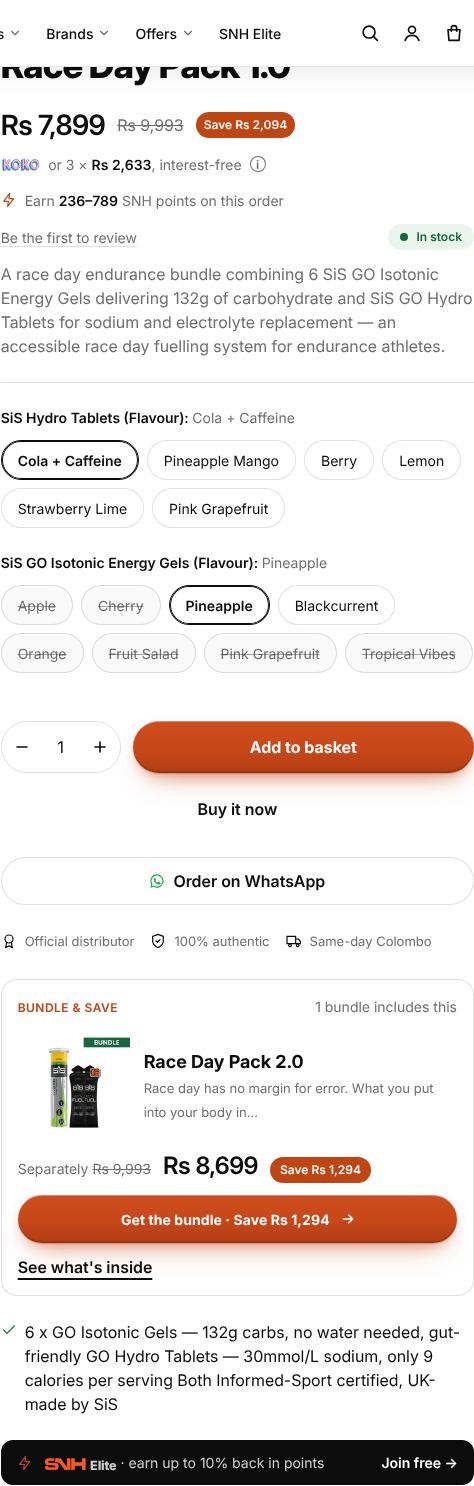 s Brands Offers SNH Elite
Race Day Pack 1.0
Rs 7,899 Rs 9,993 Save Rs 2,094
KOKO or 3 × Rs 2,633, interest-free
Earn 236–789 SNH points on this order
Be the first to review In stock
A race day endurance bundle combining 6 SiS GO Isotonic
Energy Gels delivering 132g of carbohydrate and SiS GO Hydro
Tablets for sodium and electrolyte replacement — an
accessible race day fuelling system for endurance athletes.
SiS Hydro Tablets (Flavour): Cola + Caffeine
Cola + Caffeine Pineapple Mango Berry Lemon
Strawberry Lime Pink Grapefruit
SiS GO Isotonic Energy Gels (Flavour): Pineapple
Apple Cherry Pineapple Blackcurrent
Orange Fruit Salad Pink Grapefruit Tropical Vibes
− 1 + Add to basket
Buy it now
Order on WhatsApp
Official distributor 100% authentic Same-day Colombo
BUNDLE & SAVE 1 bundle includes this
BUNDLE
SiS
Race Day Pack 2.0
Race day has no margin for error. What you put
into your body in...
Separately Rs 9,993 Rs 8,699 Save Rs 1,294
Get the bundle · Save Rs 1,294 →
See what's inside
6 x GO Isotonic Gels — 132g carbs, no water needed, gut-
friendly GO Hydro Tablets — 30mmol/L sodium, only 9
calories per serving Both Informed-Sport certified, UK-
made by SiS
SNH Elite · earn up to 10% back in points Join free →